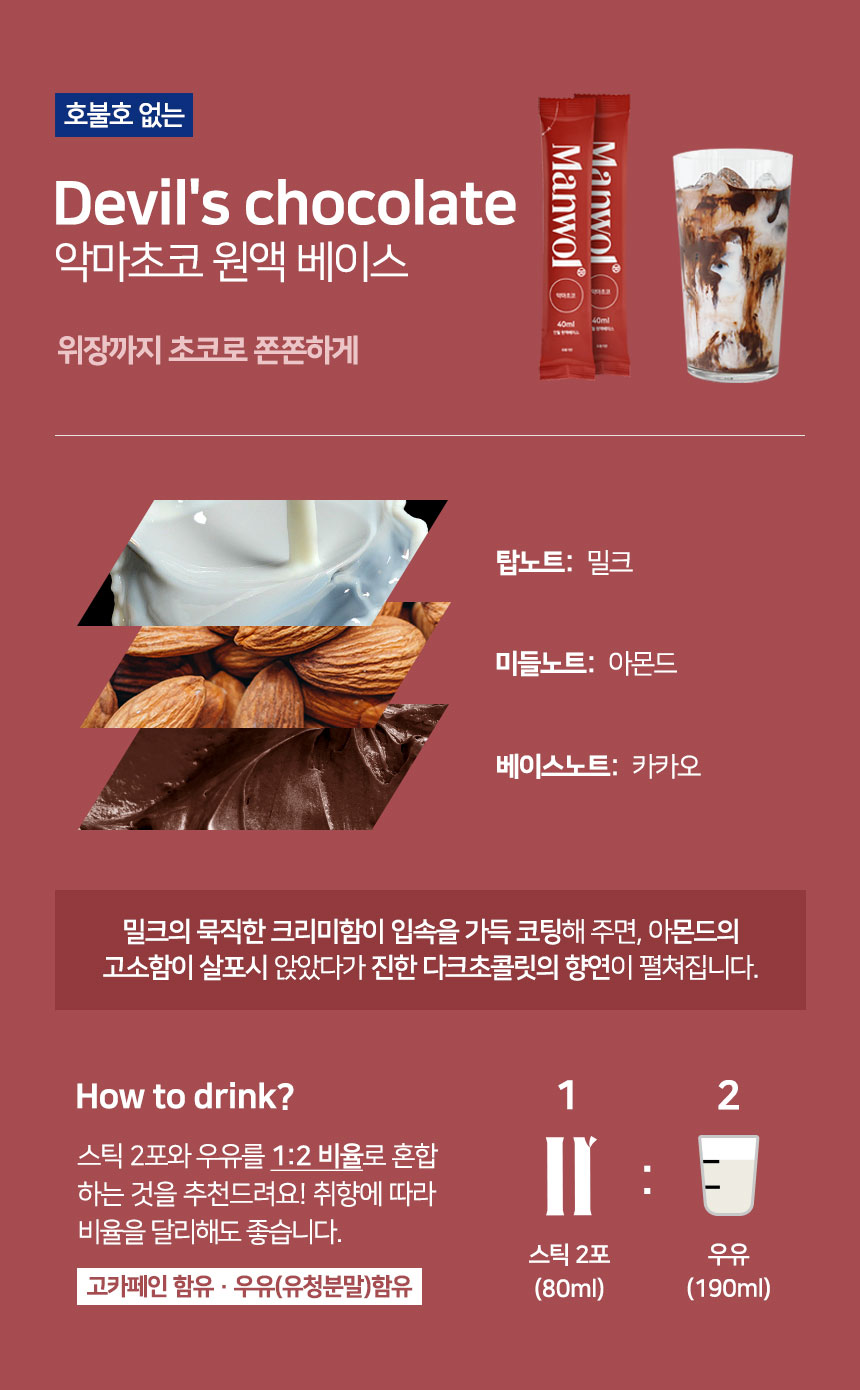 호불호 없는
Devil's chocolate
악마초코 원액 베이스
위장까지 초코로 쫀쫀하게
Manwol®
악마초코
40ml
Manwol®
악마초코
40ml
탑노트: 밀크
미들노트: 아몬드
베이스노트: 카카오
밀크의 묵직한 크리미함이 입속을 가득 코팅해 주면, 아몬드의
고소함이 살포시 앉았다가 진한 다크초콜릿의 향연이 펼쳐집니다.
How to drink?
스틱 2포와 우유를 1:2 비율로 혼합
하는 것을 추천드려요! 취향에 따라
비율을 달리해도 좋습니다.
고카페인 함유 · 우유(유청분말)함유
1 : 2
스틱 2포 우유
(80ml) (190ml)